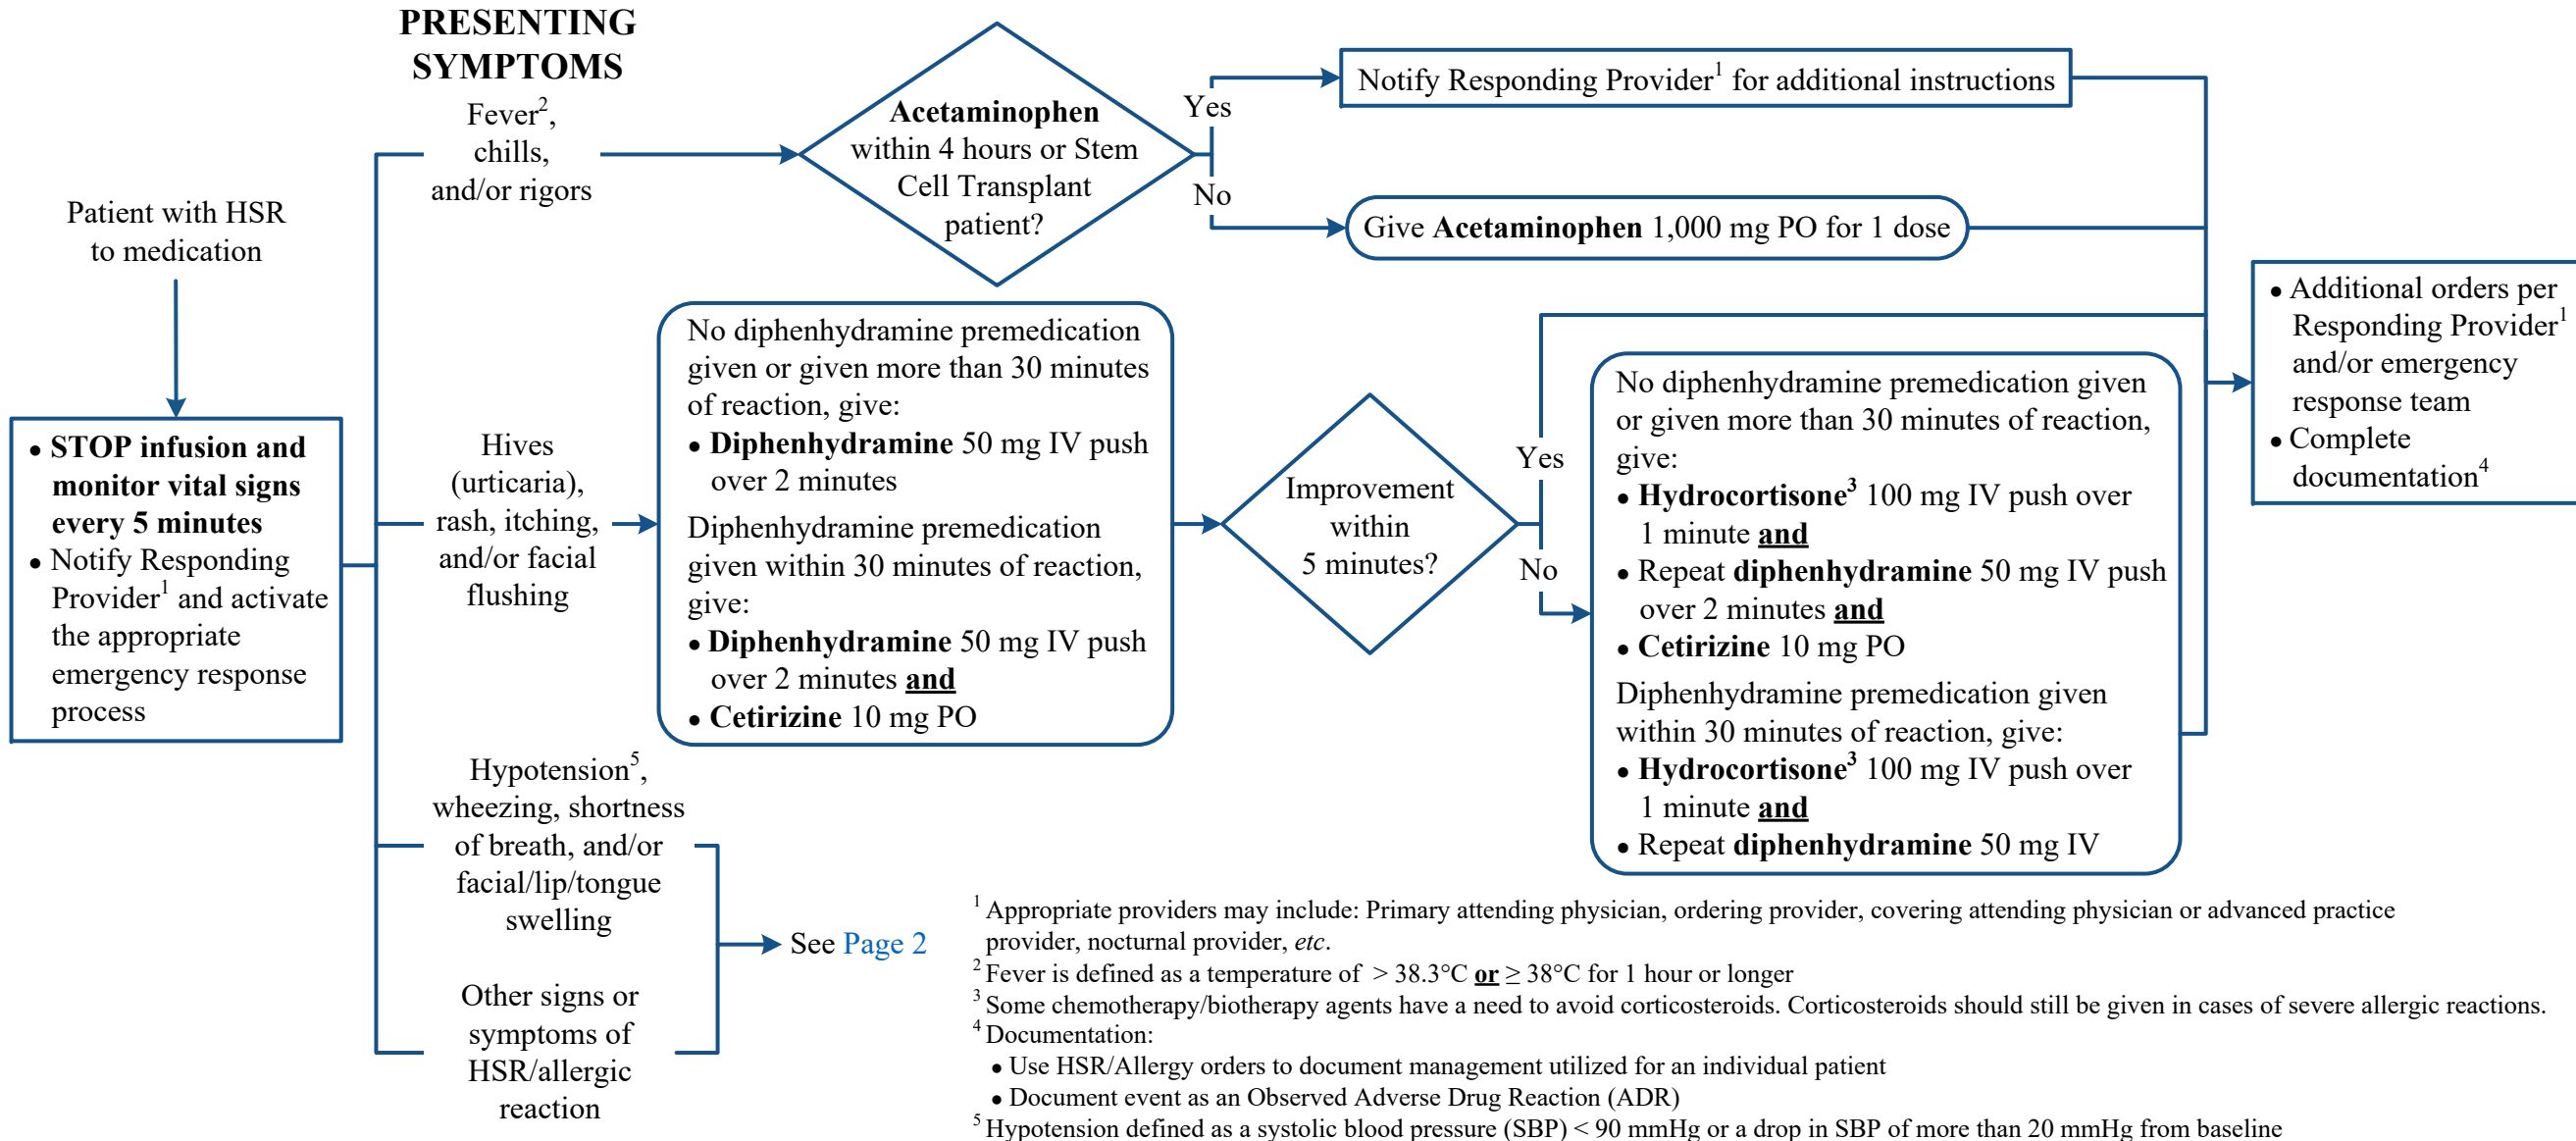 PRESENTING
SYMPTOMS
Fever2,
chills,
and/or rigors
Acetaminophen
within 4 hours or Stem
Cell Transplant
patient?
Yes
No
Notify Responding Provider1 for additional instructions
Give Acetaminophen 1,000 mg PO for 1 dose
Patient with HSR
to medication
• STOP infusion and
monitor vital signs
every 5 minutes
• Notify Responding
Provider1 and activate
the appropriate
emergency response
process
Hives
(urticaria),
rash, itching,
and/or facial
flushing
No diphenhydramine premedication
given or given more than 30 minutes
of reaction, give:
• Diphenhydramine 50 mg IV push
over 2 minutes
Diphenhydramine premedication
given within 30 minutes of reaction,
give:
• Diphenhydramine 50 mg IV push
over 2 minutes and
• Cetirizine 10 mg PO
Improvement
within
5 minutes?
Yes
No
No diphenhydramine premedication given
or given more than 30 minutes of reaction,
give:
• Hydrocortisone3 100 mg IV push over
1 minute and
• Repeat diphenhydramine 50 mg IV push
over 2 minutes and
• Cetirizine 10 mg PO
Diphenhydramine premedication given
within 30 minutes of reaction, give:
• Hydrocortisone3 100 mg IV push over
1 minute and
• Repeat diphenhydramine 50 mg IV
• Additional orders per
Responding Provider1
and/or emergency
response team
• Complete
documentation4
Hypotension5,
wheezing, shortness
of breath, and/or
facial/lip/tongue
swelling
Other signs or
symptoms of
HSR/allergic
reaction
See Page 2
1 Appropriate providers may include: Primary attending physician, ordering provider, covering attending physician or advanced practice
provider, nocturnal provider, etc.
2 Fever is defined as a temperature of > 38.3°C or ≥ 38°C for 1 hour or longer
3 Some chemotherapy/biotherapy agents have a need to avoid corticosteroids. Corticosteroids should still be given in cases of severe allergic reactions.
4 Documentation:
• Use HSR/Allergy orders to document management utilized for an individual patient
• Document event as an Observed Adverse Drug Reaction (ADR)
5 Hypotension defined as a systolic blood pressure (SBP) < 90 mmHg or a drop in SBP of more than 20 mmHg from baseline